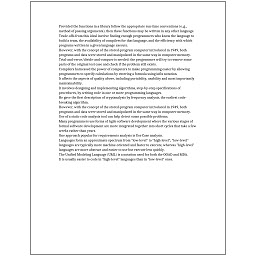 Provided the functions in a library follow the appropriate run-time conventions (e.g.,
method of passing arguments), then these functions may be written in any other language.
Trade-offs from this ideal involve finding enough programmers who know the language to
build a team, the availability of compilers for that language, and the efficiency with which
programs written in a given language execute.
However, with the concept of the stored-program computer introduced in 1949, both
programs and data were stored and manipulated in the same way in computer memory.
Trial-and-error/divide-and-conquer is needed: the programmer will try to remove some
parts of the original test case and check if the problem still exists.
Compilers harnessed the power of computers to make programming easier by allowing
programmers to specify calculations by entering a formula using infix notation.
It affects the aspects of quality above, including portability, usability and most importantly
maintainability.
It involves designing and implementing algorithms, step-by-step specifications of
procedures, by writing code in one or more programming languages.
He gave the first description of cryptanalysis by frequency analysis, the earliest code-
breaking algorithm.
However, with the concept of the stored-program computer introduced in 1949, both
programs and data were stored and manipulated in the same way in computer memory.
Use of a static code analysis tool can help detect some possible problems.
Many programmers use forms of Agile software development where the various stages of
formal software development are more integrated together into short cycles that take a few
weeks rather than years.
One approach popular for requirements analysis is Use Case analysis.
Languages form an approximate spectrum from "low-level" to "high-level"; "low-level"
languages are typically more machine-oriented and faster to execute, whereas "high-level"
languages are more abstract and easier to use but execute less quickly.
The Unified Modeling Language (UML) is a notation used by both the OOAD and MDA.
It is usually easier to code in "high-level" languages than in "low-level" ones.